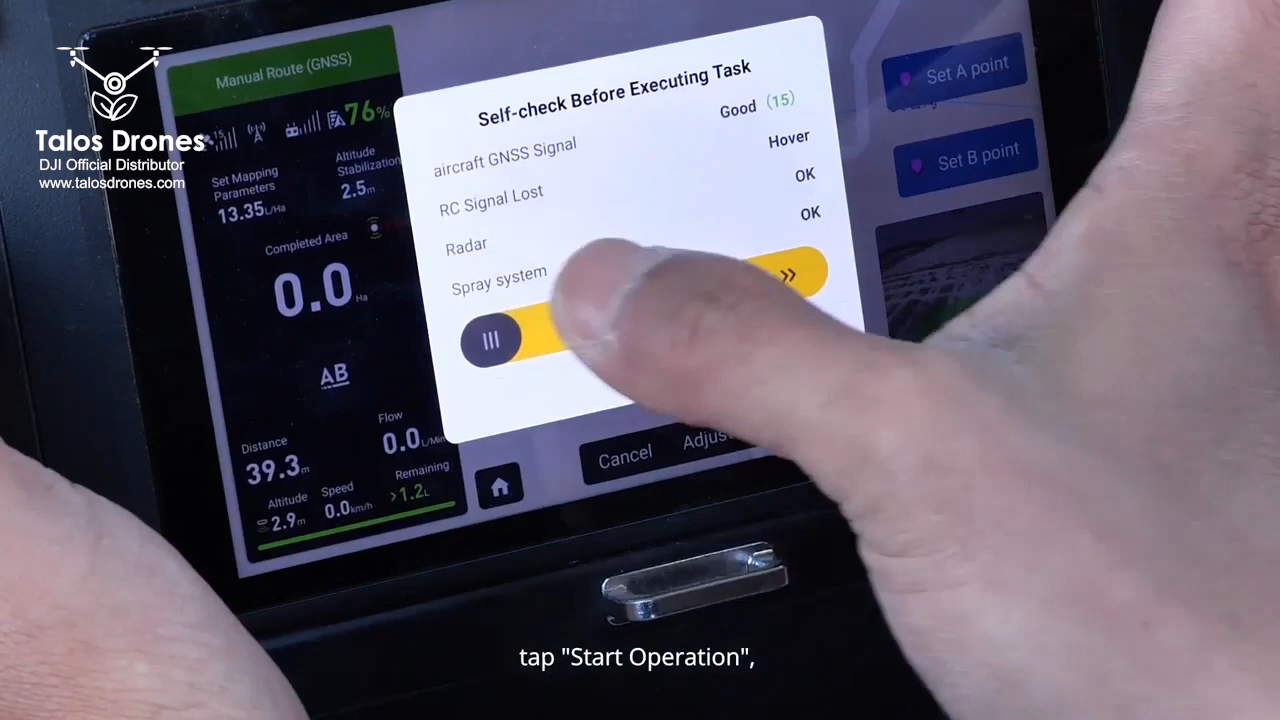 Talos Drones
DJI Official Distributor
www.talosdrones.com
Manual Route (GNSS)
15
76%
Set Mapping
Parameters
13.35L/Ha
Altitude
Stabilization
2.5m
Completed Area
0.0 Ha
AB
Distance
39.3m
Flow
0.0L/Min
Altitude
2.9m
Speed
0.0km/h
Remaining
>1.2L
Self-check Before Executing Task
aircraft GNSS Signal Good (15)
RC Signal Lost Hover
Radar OK
Spray system OK
Set A point
Set B point
Cancel
tap "Start Operation",